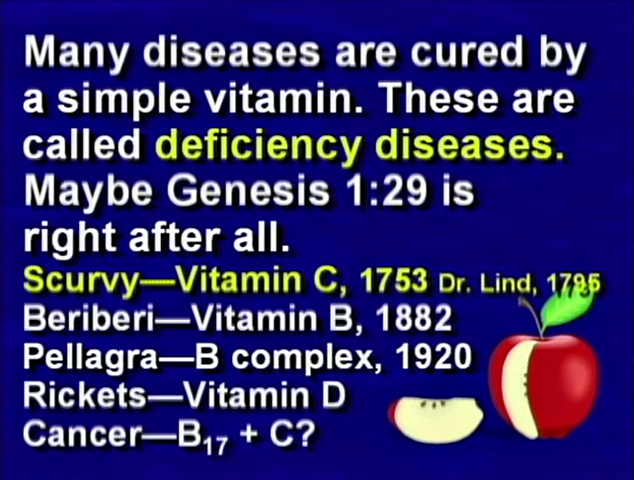 Many diseases are cured by
a simple vitamin. These are
called deficiency diseases.
Maybe Genesis 1:29 is
right after all.
Scurvy—Vitamin C, 1753 Dr. Lind, 1795
Beriberi—Vitamin B, 1882
Pellagra—B complex, 1920
Rickets—Vitamin D
Cancer—B₁₇ + C?